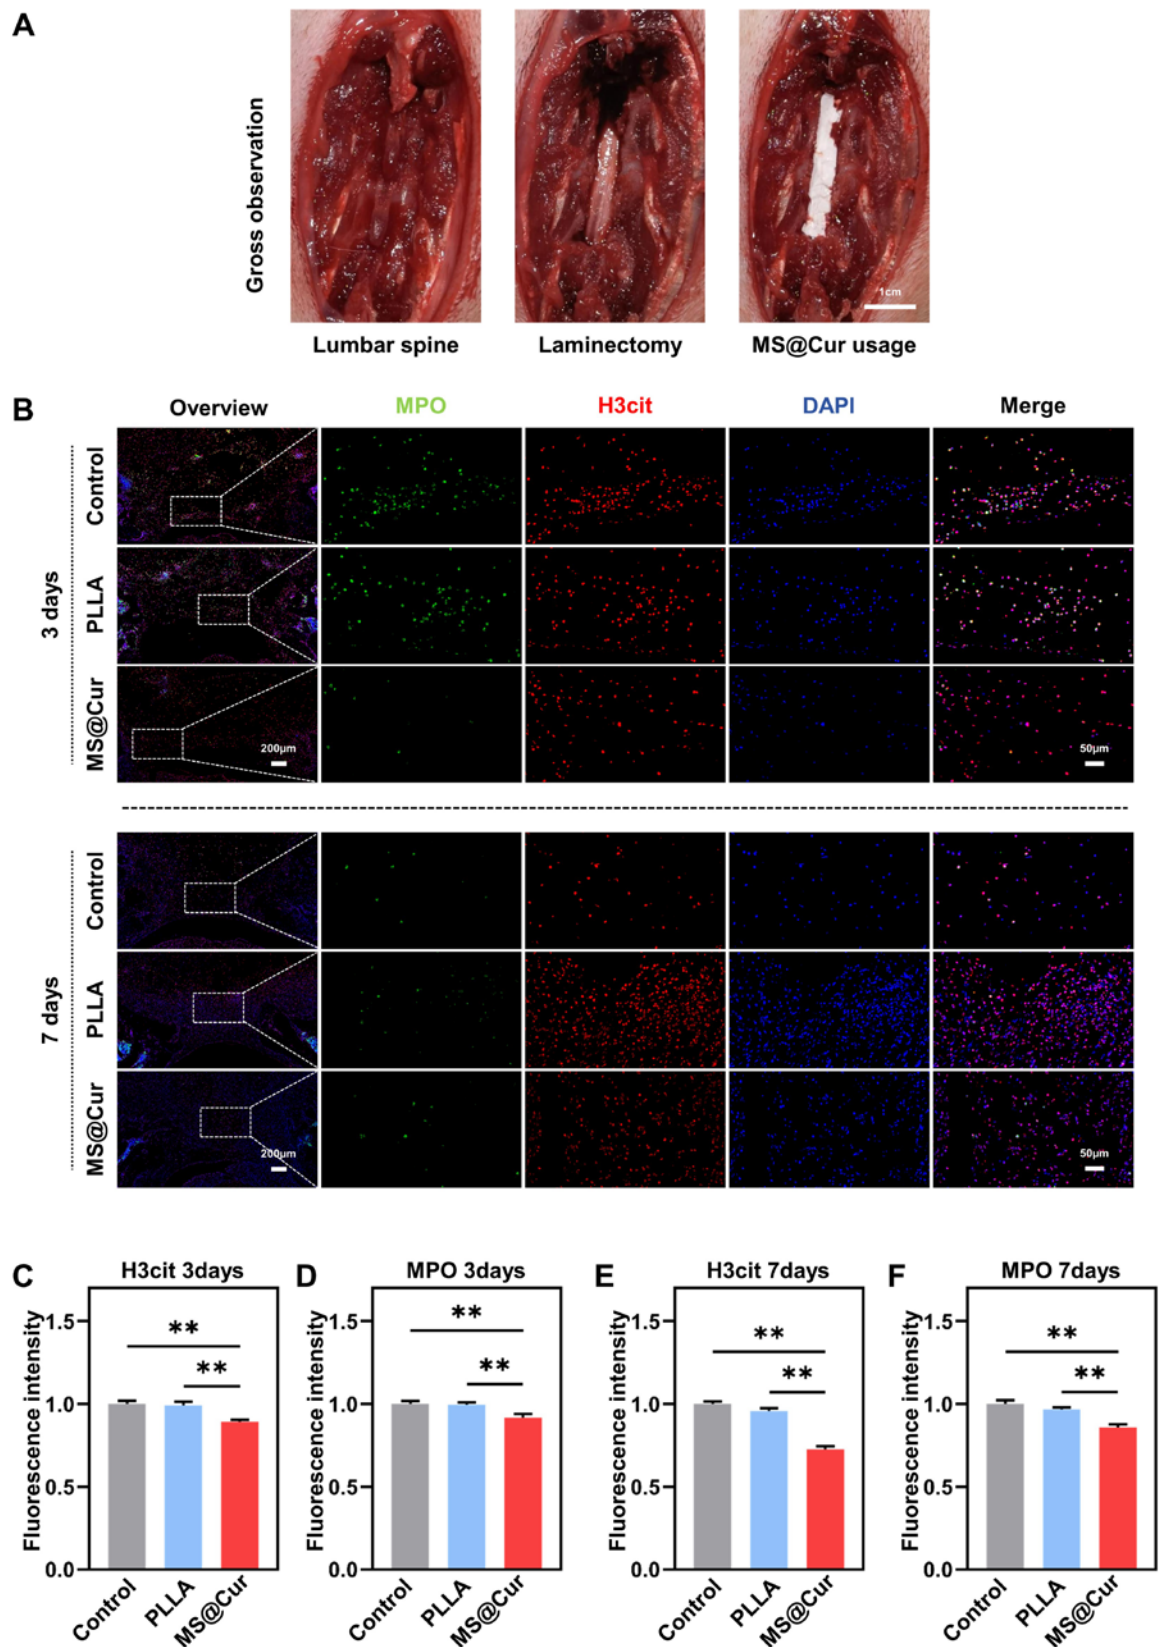 A
Gross observation
1cm
Lumbar spine
Laminectomy
MS@Cur usage
B
Overview
MPO
H3cit
DAPI
Merge
3 days
Control
PLLA
MS@Cur
200μm
50μm
7 days
Control
PLLA
MS@Cur
200μm
50μm
C
H3cit 3days
Fluorescence intensity
1.5
**
**
1.0
0.5
0.0
Control
PLLA
MS@Cur
D
MPO 3days
Fluorescence intensity
1.5
**
**
1.0
0.5
0.0
Control
PLLA
MS@Cur
E
H3cit 7days
Fluorescence intensity
1.5
**
**
1.0
0.5
0.0
Control
PLLA
MS@Cur
F
MPO 7days
Fluorescence intensity
1.5
**
**
1.0
0.5
0.0
Control
PLLA
MS@Cur